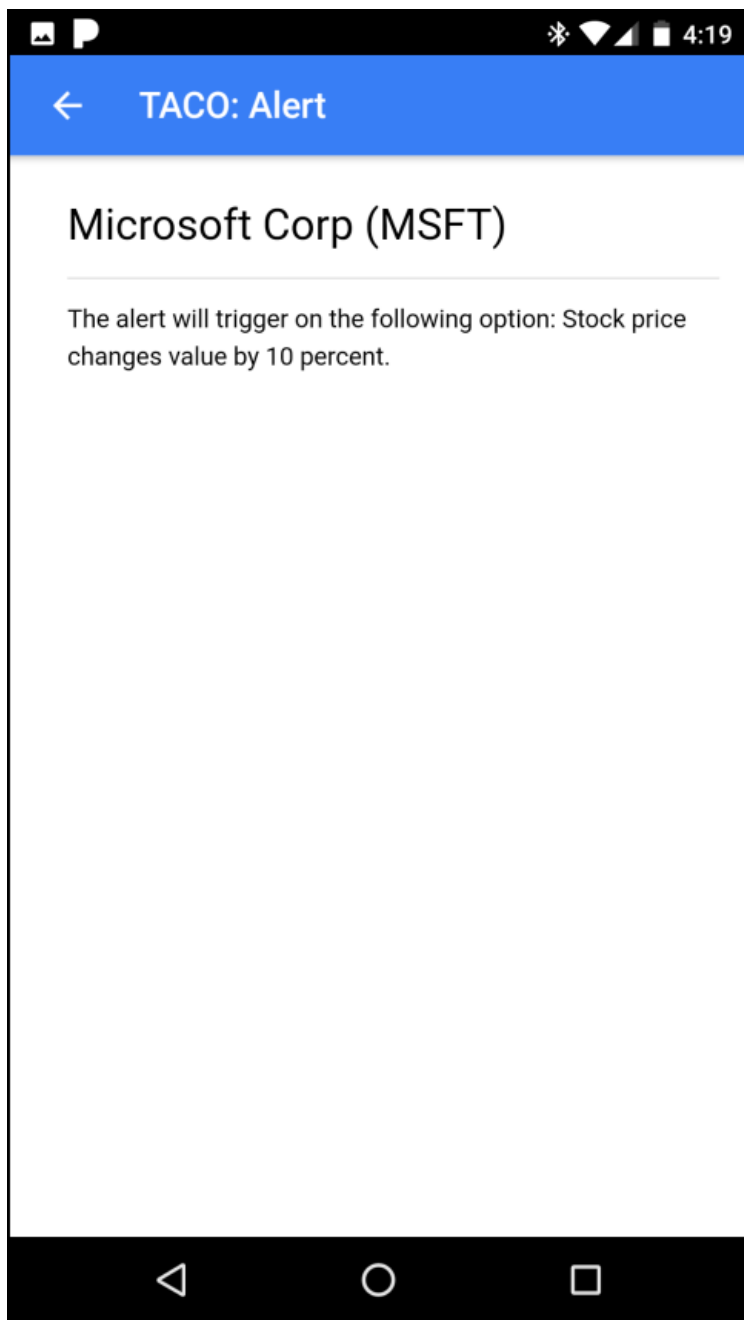 4:19
TACO: Alert
Microsoft Corp (MSFT)
The alert will trigger on the following option: Stock price
changes value by 10 percent.